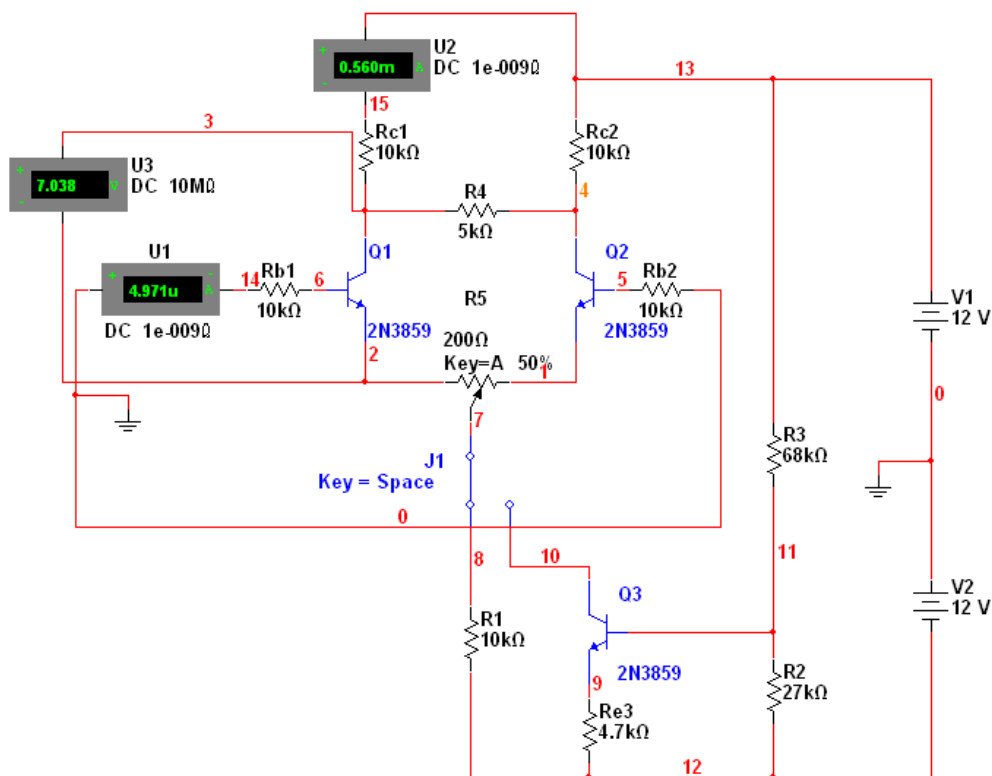 U2
DC 1e-009Ω
+
0.560m
A
-
15
13
3
Rc1
10kΩ
Rc2
10kΩ
U3
DC 10MΩ
+
7.038
V
-
4
R4
5kΩ
U1
+
-
4.971u
A
DC 1e-009Ω
14
Rb1
10kΩ
6
Q1
2N3859
2
Q2
2N3859
5
Rb2
10kΩ
R5
200Ω
Key=A 50%
1
7
V1
12 V
0
J1
Key = Space
R3
68kΩ
0
8
10
11
Q3
2N3859
V2
12 V
R1
10kΩ
9
R2
27kΩ
Re3
4.7kΩ
12